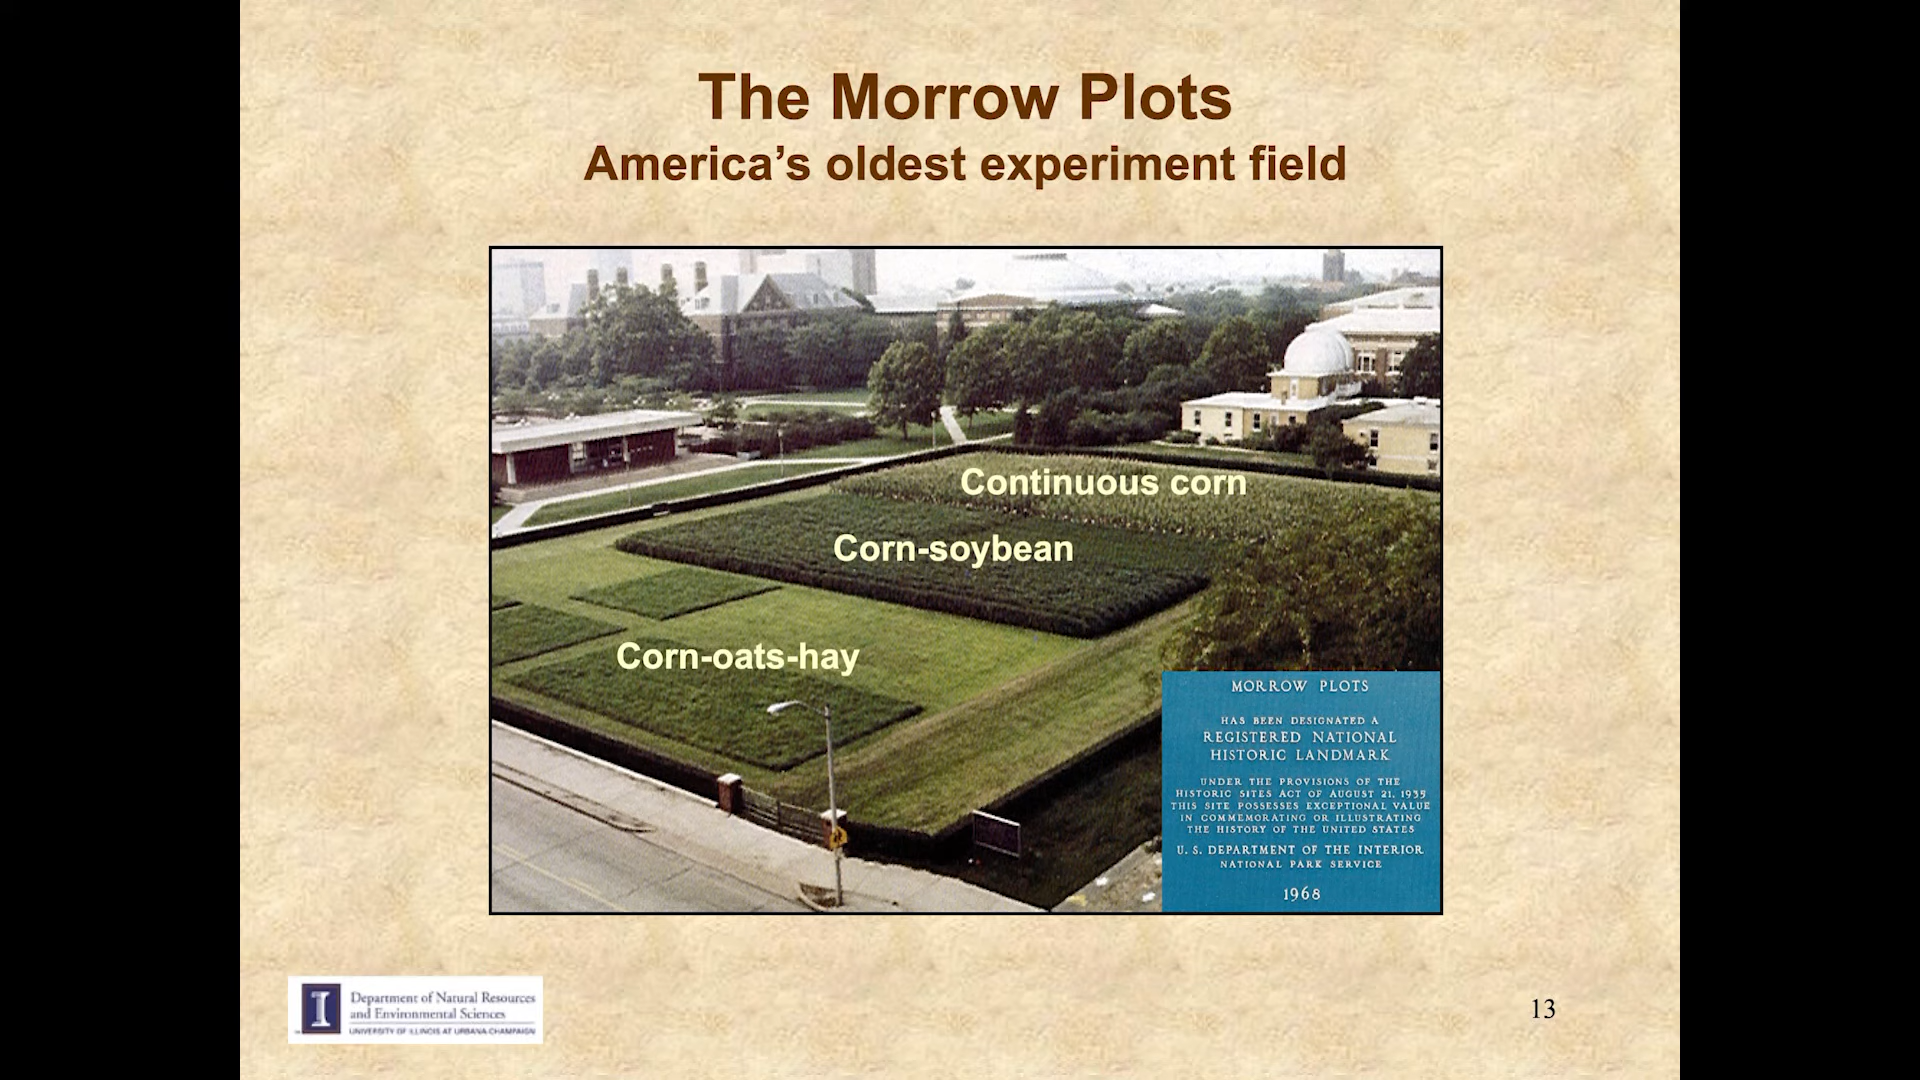 The Morrow Plots
America's oldest experiment field
Continuous corn
Corn-soybean
Corn-oats-hay
MORROW PLOTS
HAS BEEN DESIGNATED A
REGISTERED NATIONAL
HISTORIC LANDMARK
UNDER THE PROVISIONS OF THE
HISTORIC SITES ACT OF AUGUST 21, 1935
THIS SITE POSSESSES EXCEPTIONAL VALUE
IN COMMEMORATING OR ILLUSTRATING
THE HISTORY OF THE UNITED STATES
U. S. DEPARTMENT OF THE INTERIOR
NATIONAL PARK SERVICE
1968
I
Department of Natural Resources
and Environmental Sciences
UNIVERSITY OF ILLINOIS AT URBANA-CHAMPAIGN
13